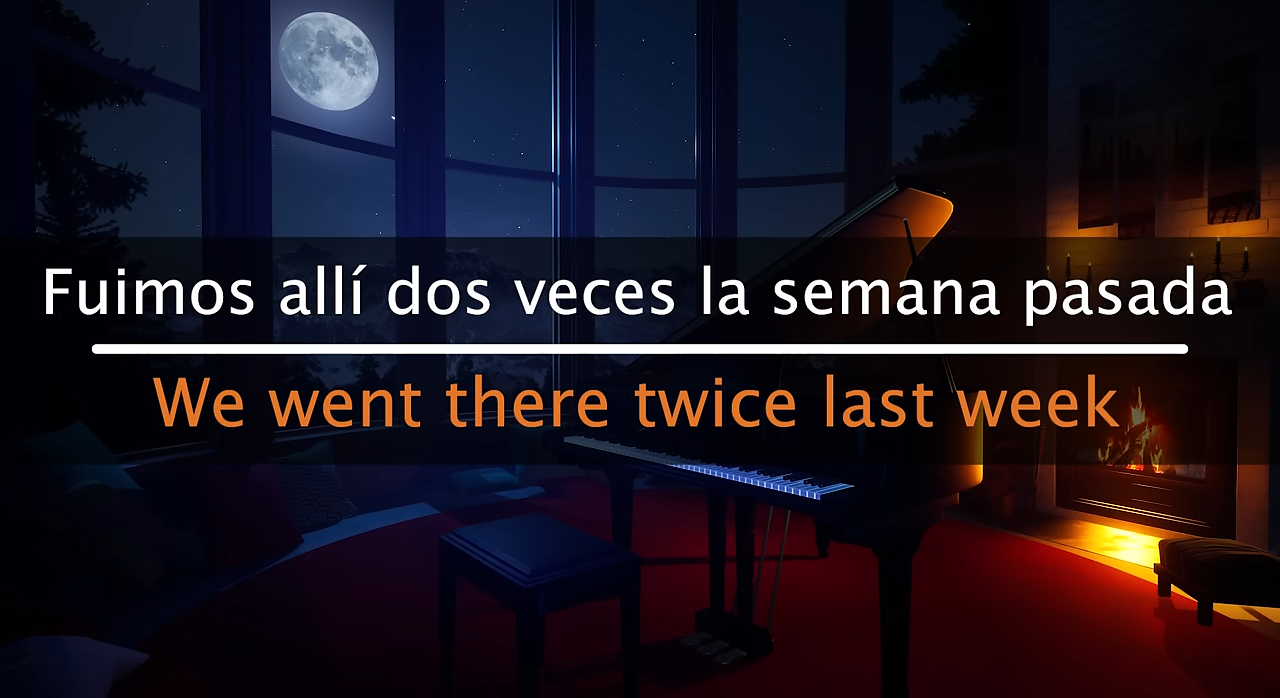 Fuimos allí dos veces la semana pasada
We went there twice last week